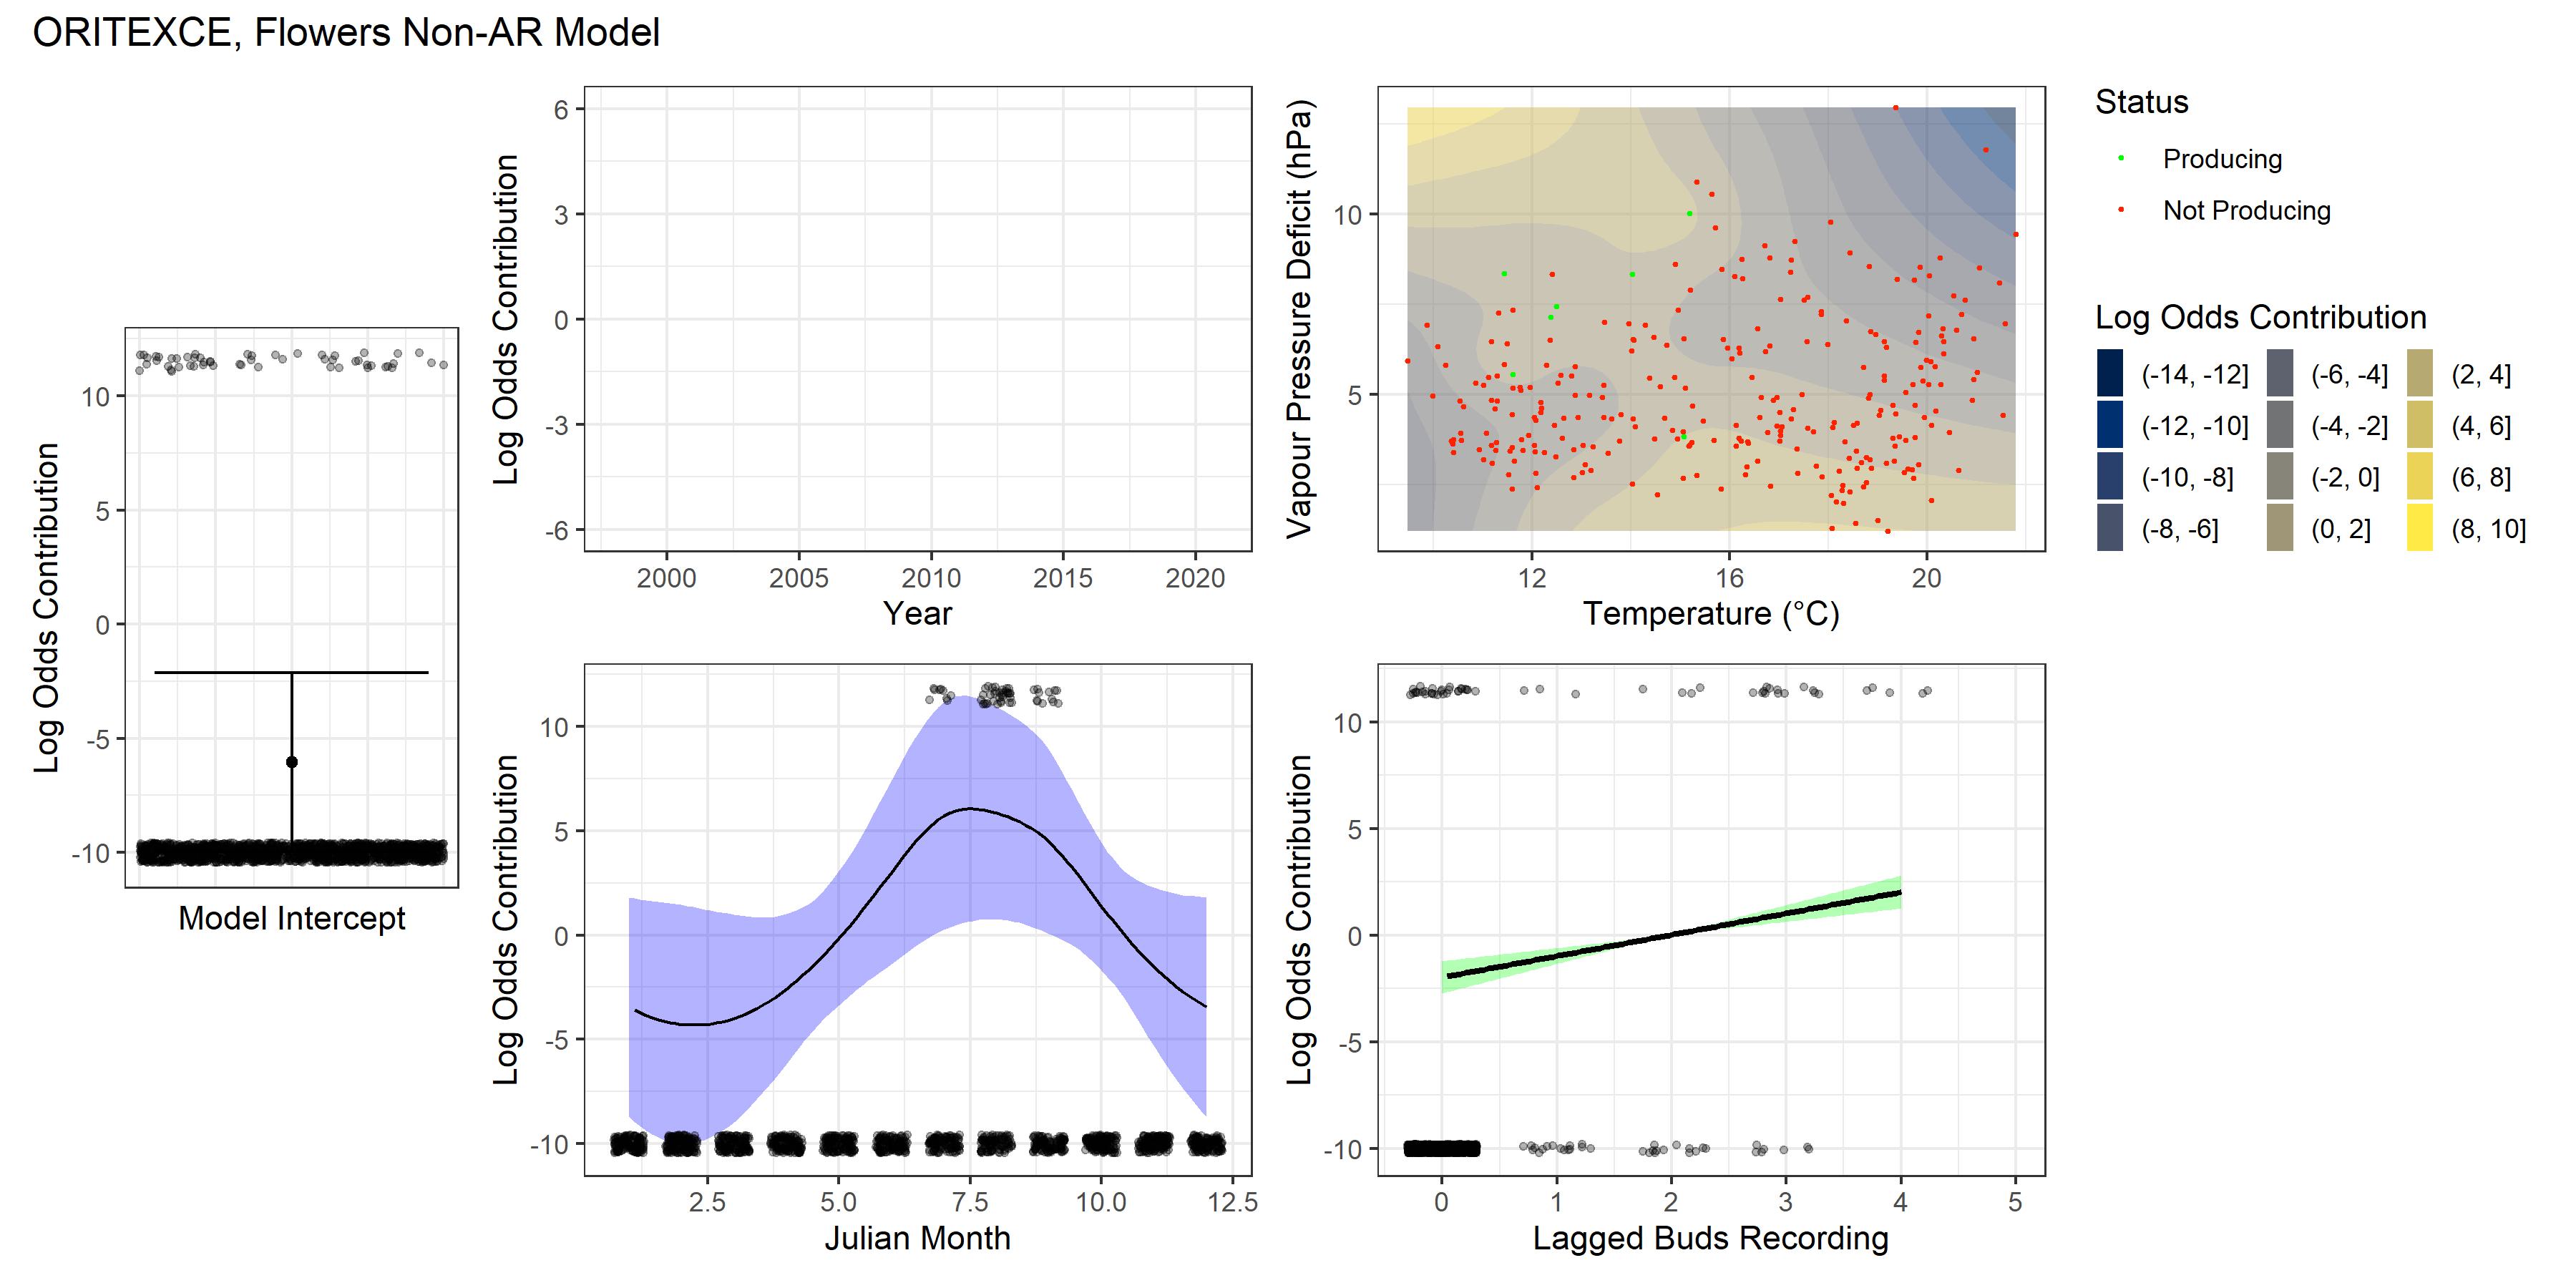 ORITEXCE, Flowers Non-AR Model
Log Odds Contribution
10
5
0
-5
-10
Model Intercept
Log Odds Contribution
6
3
0
-3
-6
2000 2005 2010 2015 2020
Year
Vapour Pressure Deficit (hPa)
10
5
12 16 20
Temperature (°C)
Status
Producing
Not Producing
Log Odds Contribution
(-14, -12] (-6, -4] (2, 4]
(-12, -10] (-4, -2] (4, 6]
(-10, -8] (-2, 0] (6, 8]
(-8, -6] (0, 2] (8, 10]
Log Odds Contribution
10
5
0
-5
-10
2.5 5.0 7.5 10.0 12.5
Julian Month
Log Odds Contribution
10
5
0
-5
-10
0 1 2 3 4 5
Lagged Buds Recording